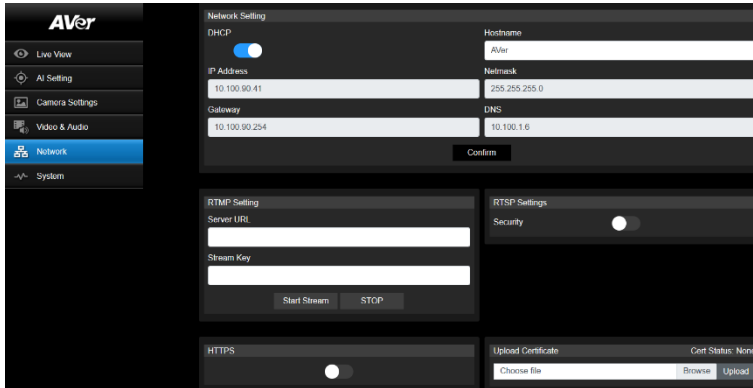 AVer
Live View
AI Setting
Camera Settings
Video & Audio
Network
System
Network Setting
DHCP
Hostname
AVer
IP Address
Netmask
10.100.90.41
255.255.255.0
Gateway
DNS
10.100.90.254
10.100.1.6
Confirm
RTMP Setting
Server URL
Stream Key
Start Stream STOP
RTSP Settings
Security
HTTPS
Upload Certificate Cert Status: None
Choose file Browse Upload